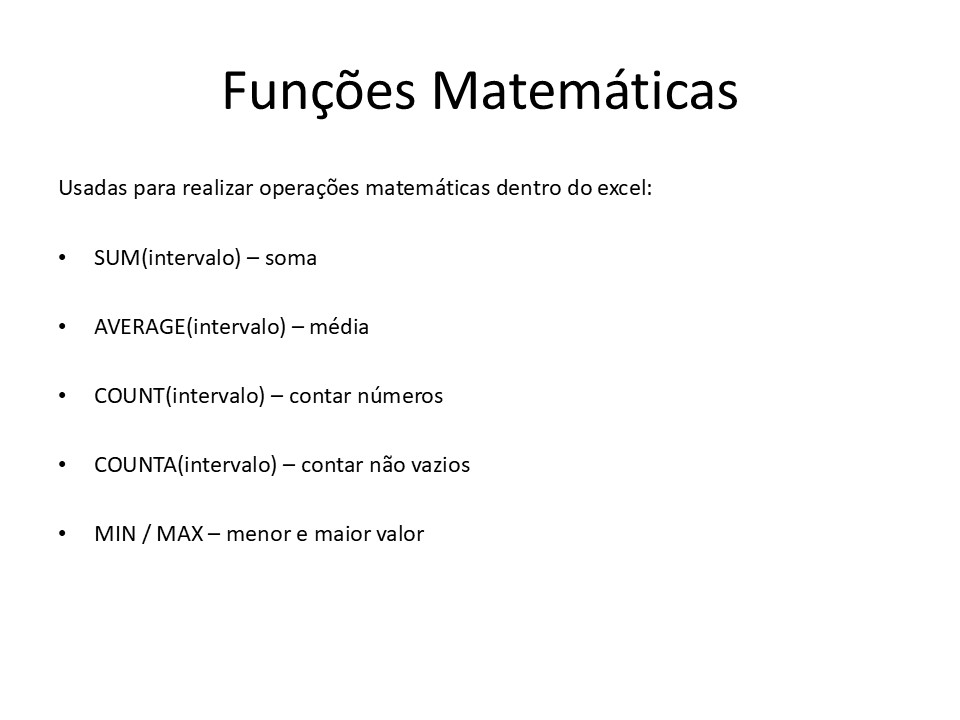 Funções Matemáticas
Usadas para realizar operações matemáticas dentro do excel:
• SUM(intervalo) – soma
• AVERAGE(intervalo) – média
• COUNT(intervalo) – contar números
• COUNTA(intervalo) – contar não vazios
• MIN / MAX – menor e maior valor